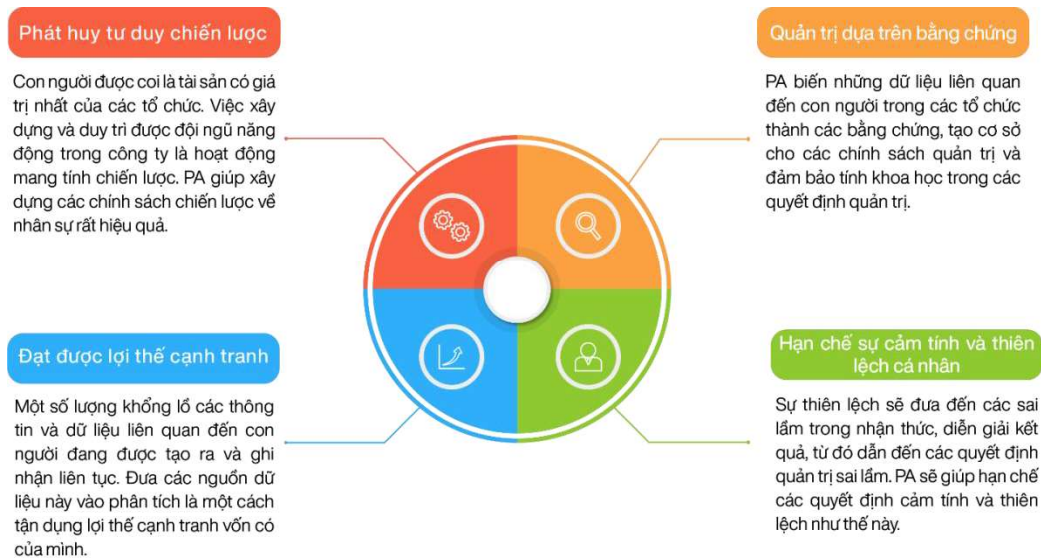 Phát huy tư duy chiến lược
Con người được coi là tài sản có giá
trị nhất của các tổ chức. Việc xây
dựng và duy trì được đội ngũ năng
động trong công ty là hoạt động
mang tính chiến lược. PA giúp xây
dựng các chính sách chiến lược về
nhân sự rất hiệu quả.
Quản trị dựa trên bằng chứng
PA biến những dữ liệu liên quan
đến con người trong các tổ chức
thành các bằng chứng, tạo cơ sở
cho các chính sách quản trị và
đảm bảo tính khoa học trong các
quyết định quản trị.
Đạt được lợi thế cạnh tranh
Một số lượng khổng lồ các thông
tin và dữ liệu liên quan đến con
người đang được tạo ra và ghi
nhận liên tục. Đưa các nguồn dữ
liệu này vào phân tích là một cách
tận dụng lợi thế cạnh tranh vốn có
của mình.
Hạn chế sự cảm tính và thiên
lệch cá nhân
Sự thiên lệch sẽ đưa đến các sai
lầm trong nhận thức, diễn giải kết
quả, từ đó dẫn đến các quyết định
quản trị sai lầm. PA sẽ giúp hạn chế
các quyết định cảm tính và thiên
lệch như thế này.